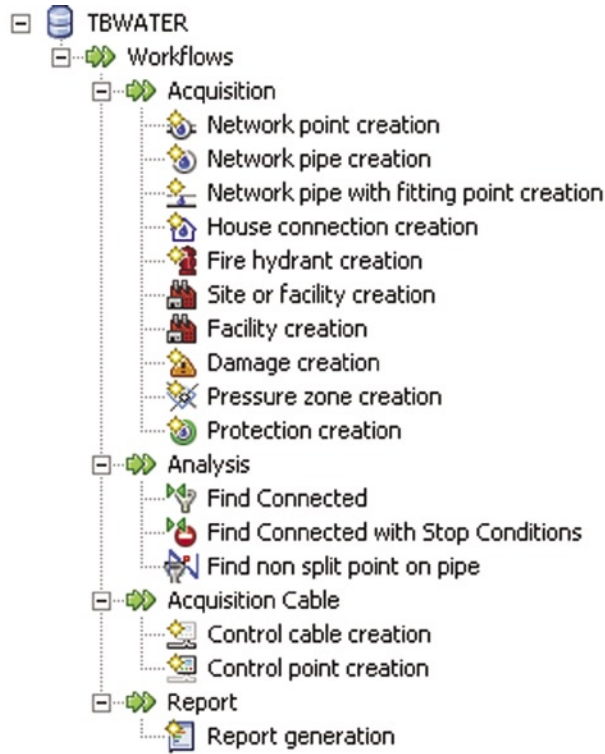 TBWATER
Workflows
Acquisition
Network point creation
Network pipe creation
Network pipe with fitting point creation
House connection creation
Fire hydrant creation
Site or facility creation
Facility creation
Damage creation
Pressure zone creation
Protection creation
Analysis
Find Connected
Find Connected with Stop Conditions
Find non split point on pipe
Acquisition Cable
Control cable creation
Control point creation
Report
Report generation